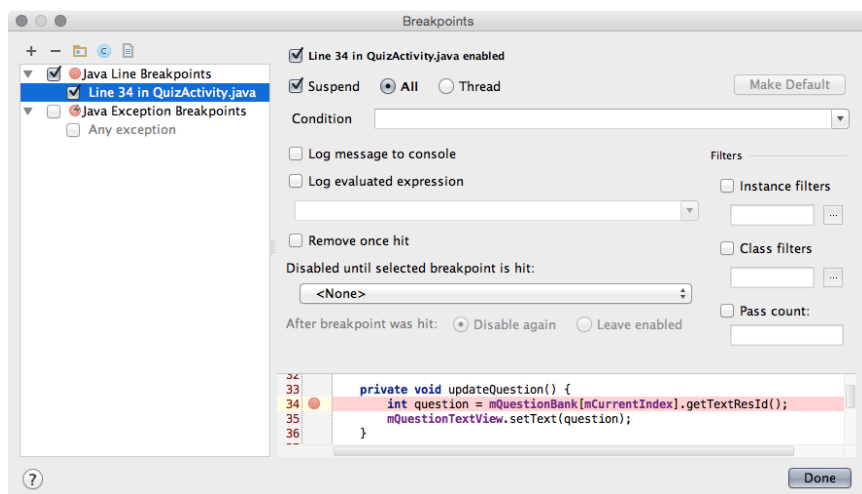 Breakpoints
Java Line Breakpoints
Line 34 in QuizActivity.java
Java Exception Breakpoints
Any exception
Line 34 in QuizActivity.java enabled
Suspend All Thread
Make Default
Condition
Log message to console
Filters
Log evaluated expression
Instance filters
...
Remove once hit
Class filters
...
Disabled until selected breakpoint is hit:
<None>
Pass count:
After breakpoint was hit: Disable again Leave enabled
32
33 private void updateQuestion() {
34 int question = mQuestionBank[mCurrentIndex].getTextResId();
35 mQuestionTextView.setText(question);
36 }
?
Done